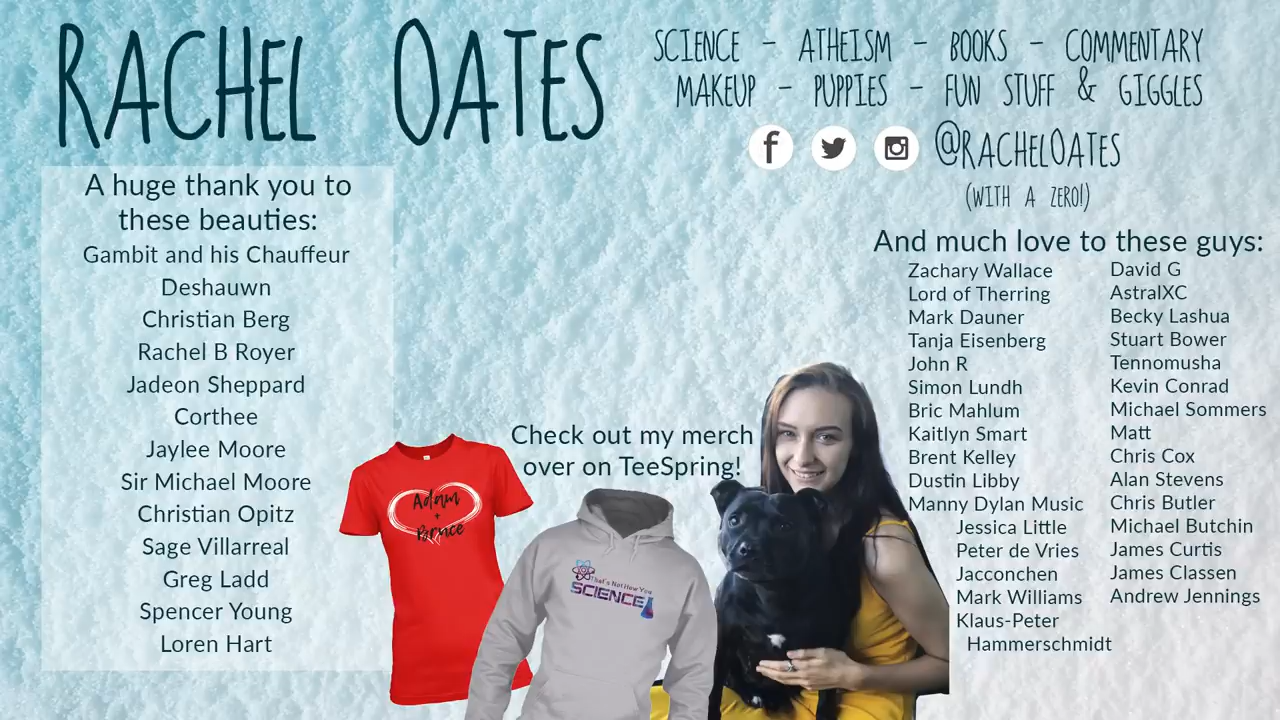 RACHEL OATES
SCIENCE - ATHEISM - BOOKS - COMMENTARY
MAKEUP - PUPPIES - FUN STUFF & GIGGLES
@RACHEL0ATES
(WITH A ZERO!)
A huge thank you to
these beauties:
Gambit and his Chauffeur
Deshauwn
Christian Berg
Rachel B Royer
Jadeon Sheppard
Corthee
Jaylee Moore
Sir Michael Moore
Christian Opitz
Sage Villarreal
Greg Ladd
Spencer Young
Loren Hart
Check out my merch
over on TeeSpring!
Adam
+
Bruce
That's Not How You
SCIENCE
And much love to these guys:
Zachary Wallace
Lord of Therring
Mark Dauner
Tanja Eisenberg
John R
Simon Lundh
Bric Mahlum
Kaitlyn Smart
Brent Kelley
Dustin Libby
Manny Dylan Music
Jessica Little
Peter de Vries
Jacconchen
Mark Williams
Klaus-Peter
Hammerschmidt
David G
AstralXC
Becky Lashua
Stuart Bower
Tennomusha
Kevin Conrad
Michael Sommers
Matt
Chris Cox
Alan Stevens
Chris Butler
Michael Butchin
James Curtis
James Classen
Andrew Jennings